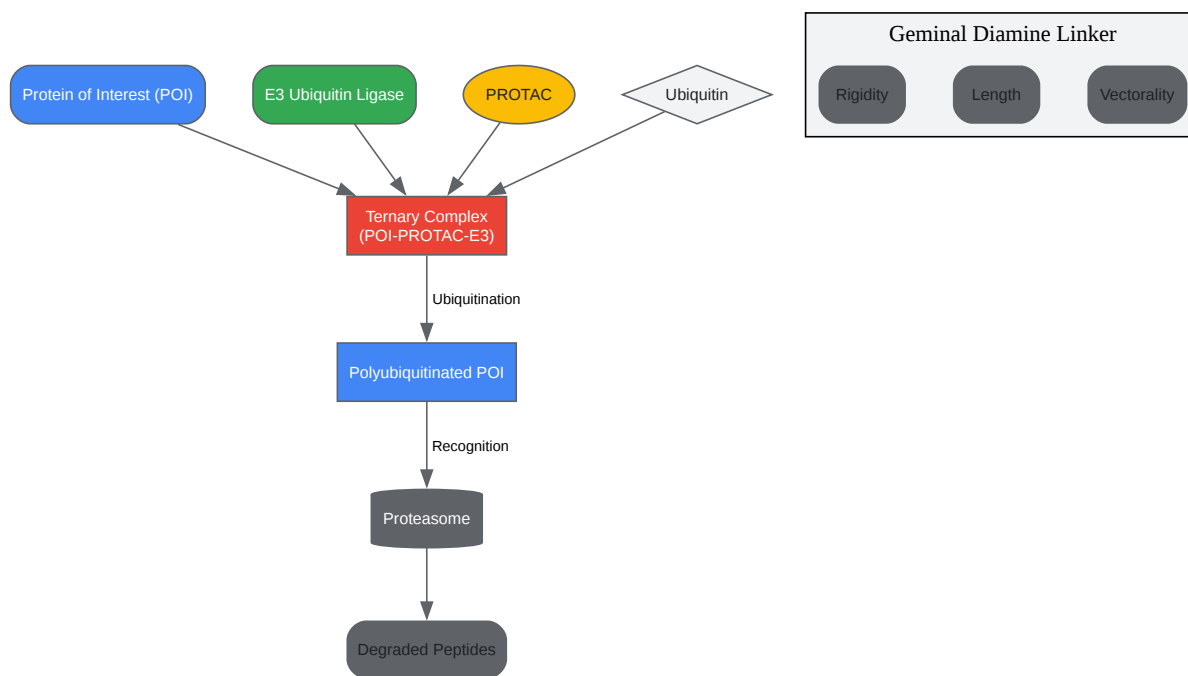 Geminal Diamine Linker
Protein of Interest (POI)
E3 Ubiquitin Ligase
PROTAC
Ubiquitin
Rigidity
Length
Vectorality
Ternary Complex
(POI-PROTAC-E3)
Ubiquitination
Polyubiquitinated POI
Recognition
Proteasome
Degraded Peptides